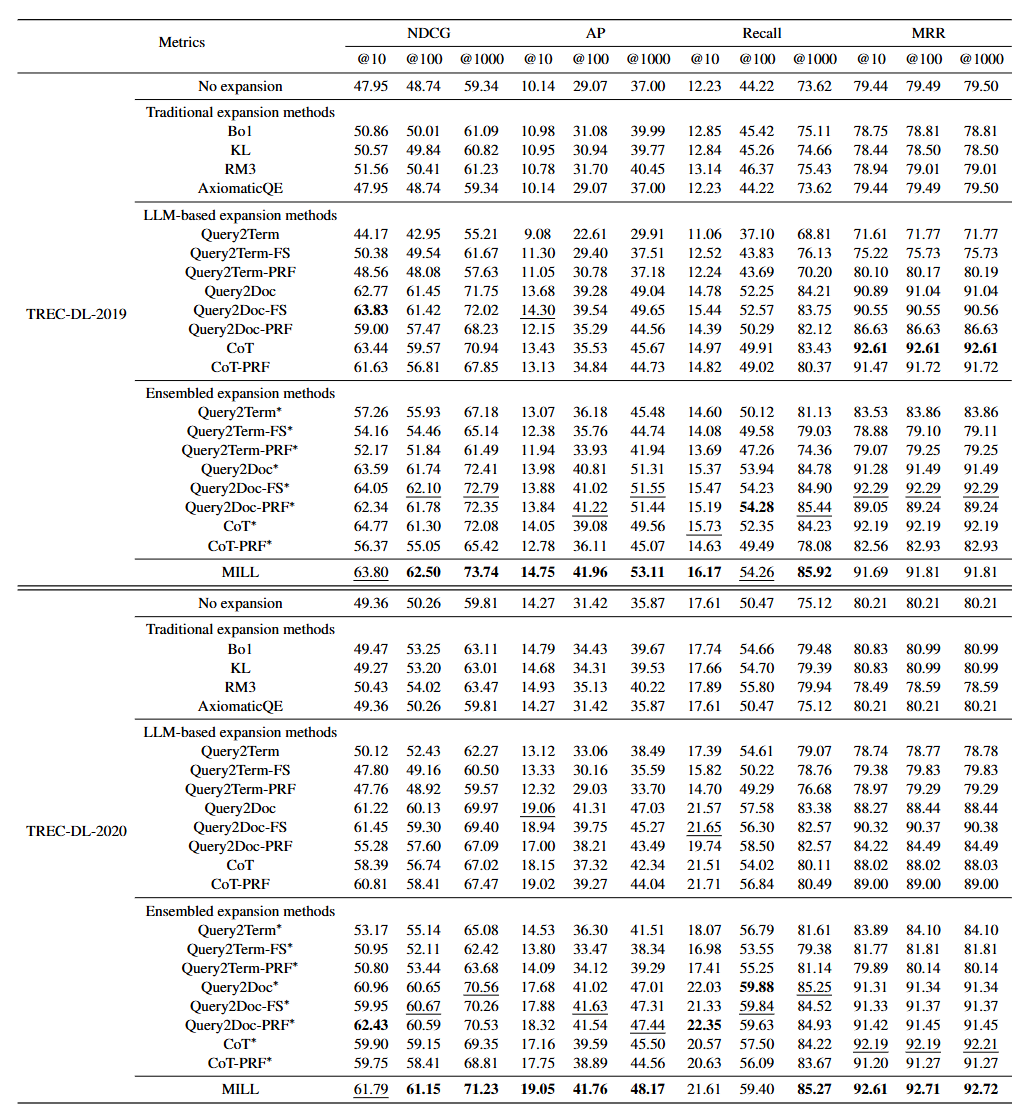 Metrics NDCG AP Recall MRR
@10 @100 @1000 @10 @100 @1000 @10 @100 @1000 @10 @100 @1000
No expansion 47.95 48.74 59.34 10.14 29.07 37.00 12.23 44.22 73.62 79.44 79.49 79.50
Traditional expansion methods
Bo1 50.86 50.01 61.09 10.98 31.08 39.99 12.85 45.42 75.11 78.75 78.81 78.81
KL 50.57 49.84 60.82 10.95 30.94 39.77 12.84 45.26 74.66 78.44 78.50 78.50
RM3 51.56 50.41 61.23 10.78 31.70 40.45 13.14 46.37 75.43 78.94 79.01 79.01
AxiomaticQE 47.95 48.74 59.34 10.14 29.07 37.00 12.23 44.22 73.62 79.44 79.49 79.50
LLM-based expansion methods
Query2Term 44.17 42.95 55.21 9.08 22.61 29.91 11.06 37.10 68.81 71.61 71.77 71.77
Query2Term-FS 50.38 49.54 61.67 11.30 29.40 37.51 12.52 43.83 76.13 75.22 75.73 75.73
Query2Term-PRF 48.56 48.08 57.63 11.05 30.78 37.18 12.24 43.69 70.20 80.10 80.17 80.19
Query2Doc 62.77 61.45 71.75 13.68 39.28 49.04 14.78 52.25 84.21 90.89 91.04 91.04
TREC-DL-2019 Query2Doc-FS 63.83 61.42 72.02 14.30 39.54 49.65 15.44 52.57 83.75 90.55 90.55 90.56
Query2Doc-PRF 59.00 57.47 68.23 12.15 35.29 44.56 14.39 50.29 82.12 86.63 86.63 86.63
CoT 63.44 59.57 70.94 13.43 35.53 45.67 14.97 49.91 83.43 92.61 92.61 92.61
CoT-PRF 61.63 56.81 67.85 13.13 34.84 44.73 14.82 49.02 80.37 91.47 91.72 91.72
Ensembled expansion methods
Query2Term* 57.26 55.93 67.18 13.07 36.18 45.48 14.60 50.12 81.13 83.53 83.86 83.86
Query2Term-FS* 54.16 54.46 65.14 12.38 35.76 44.74 14.08 49.58 79.03 78.88 79.10 79.11
Query2Term-PRF* 52.17 51.84 61.49 11.94 33.93 41.94 13.69 47.26 74.36 79.07 79.25 79.25
Query2Doc* 63.59 61.74 72.41 13.98 40.81 51.31 15.37 53.94 84.78 91.28 91.49 91.49
Query2Doc-FS* 64.05 62.10 72.79 13.88 41.02 51.55 15.47 54.23 84.90 92.29 92.29 92.29
Query2Doc-PRF* 62.34 61.78 72.35 13.84 41.22 51.44 15.19 54.28 85.44 89.05 89.24 89.24
CoT* 64.77 61.30 72.08 14.05 39.08 49.56 15.73 52.35 84.23 92.19 92.19 92.19
CoT-PRF* 56.37 55.05 65.42 12.78 36.11 45.07 14.63 49.49 78.08 82.56 82.93 82.93
MILL 63.80 62.50 73.74 14.75 41.96 53.11 16.17 54.26 85.92 91.69 91.81 91.81
No expansion 49.36 50.26 59.81 14.27 31.42 35.87 17.61 50.47 75.12 80.21 80.21 80.21
Traditional expansion methods
Bo1 49.47 53.25 63.11 14.79 34.43 39.67 17.74 54.66 79.48 80.83 80.99 80.99
KL 49.27 53.20 63.01 14.68 34.31 39.53 17.66 54.70 79.39 80.83 80.99 80.99
RM3 50.43 54.02 63.47 14.93 35.13 40.22 17.89 55.80 79.94 78.49 78.59 78.59
AxiomaticQE 49.36 50.26 59.81 14.27 31.42 35.87 17.61 50.47 75.12 80.21 80.21 80.21
LLM-based expansion methods
Query2Term 50.12 52.43 62.27 13.12 33.06 38.49 17.39 54.61 79.07 78.74 78.77 78.78
Query2Term-FS 47.80 49.16 60.50 13.33 30.16 35.59 15.82 50.22 78.76 79.38 79.83 79.83
Query2Term-PRF 47.76 48.92 59.57 12.32 29.03 33.70 14.70 49.29 76.68 78.97 79.29 79.29
Query2Doc 61.22 60.13 69.97 19.06 41.31 47.03 21.57 57.58 83.38 88.27 88.44 88.44
TREC-DL-2020 Query2Doc-FS 61.45 59.30 69.40 18.94 39.75 45.27 21.65 56.30 82.57 90.32 90.37 90.38
Query2Doc-PRF 55.28 57.60 67.09 17.00 38.21 43.49 19.74 58.50 82.57 84.22 84.49 84.49
CoT 58.39 56.74 67.02 18.15 37.32 42.34 21.51 54.02 80.11 88.02 88.02 88.03
CoT-PRF 60.81 58.41 67.47 19.02 39.27 44.04 21.71 56.84 80.49 89.00 89.00 89.00
Ensembled expansion methods
Query2Term* 53.17 55.14 65.08 14.53 36.30 41.51 18.07 56.79 81.61 83.89 84.10 84.10
Query2Term-FS* 50.95 52.11 62.42 13.80 33.47 38.34 16.98 53.55 79.38 81.77 81.81 81.81
Query2Term-PRF* 50.80 53.44 63.68 14.09 34.12 39.29 17.41 55.25 81.14 79.89 80.14 80.14
Query2Doc* 60.96 60.65 70.56 17.68 41.02 47.01 22.03 59.88 85.25 91.31 91.34 91.34
Query2Doc-FS* 59.95 60.67 70.26 17.88 41.63 47.31 21.33 59.84 84.52 91.33 91.37 91.37
Query2Doc-PRF* 62.43 60.59 70.53 18.32 41.54 47.44 22.35 59.63 84.93 91.42 91.45 91.45
CoT* 59.90 59.15 69.35 17.16 39.59 45.50 20.57 57.50 84.22 92.19 92.19 92.21
CoT-PRF* 59.75 58.41 68.81 17.75 38.89 44.56 20.63 56.09 83.67 91.20 91.27 91.27
MILL 61.79 61.15 71.23 19.05 41.76 48.17 21.61 59.40 85.27 92.61 92.71 92.72